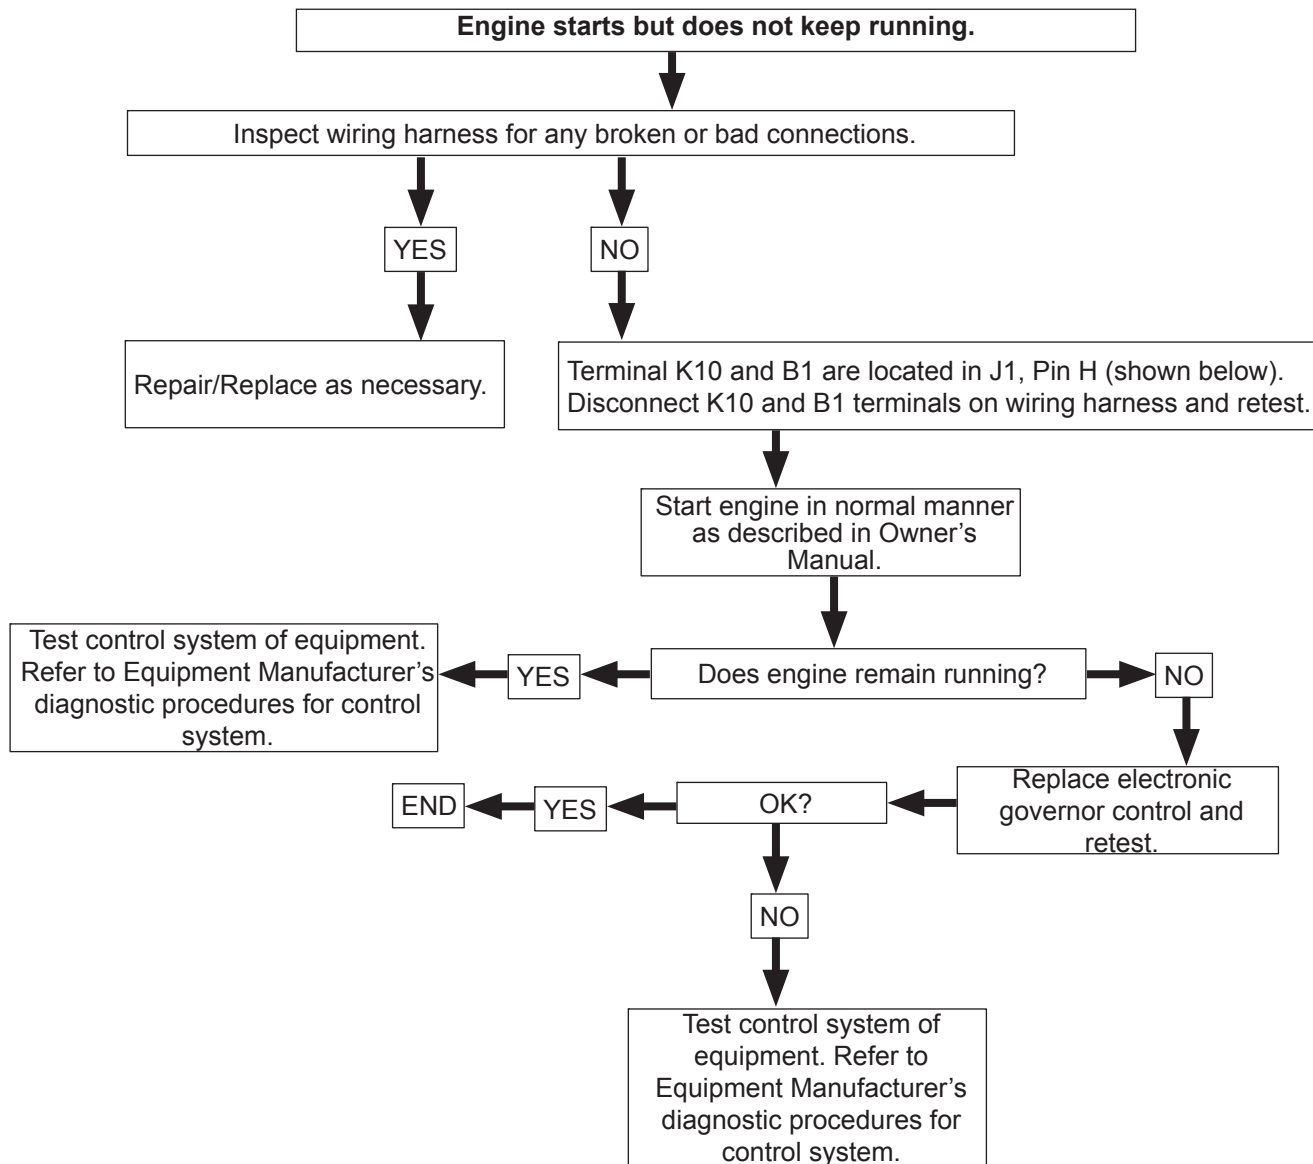 Engine starts but does not keep running.
Inspect wiring harness for any broken or bad connections.
YES
NO
Repair/Replace as necessary.
Terminal K10 and B1 are located in J1, Pin H (shown below).
Disconnect K10 and B1 terminals on wiring harness and retest.
Start engine in normal manner
as described in Owner’s
Manual.
Test control system of equipment.
Refer to Equipment Manufacturer’s
diagnostic procedures for control
system.
YES
Does engine remain running?
NO
END
YES
OK?
Replace electronic
governor control and
retest.
NO
Test control system of
equipment. Refer to
Equipment Manufacturer’s
diagnostic procedures for
control system.